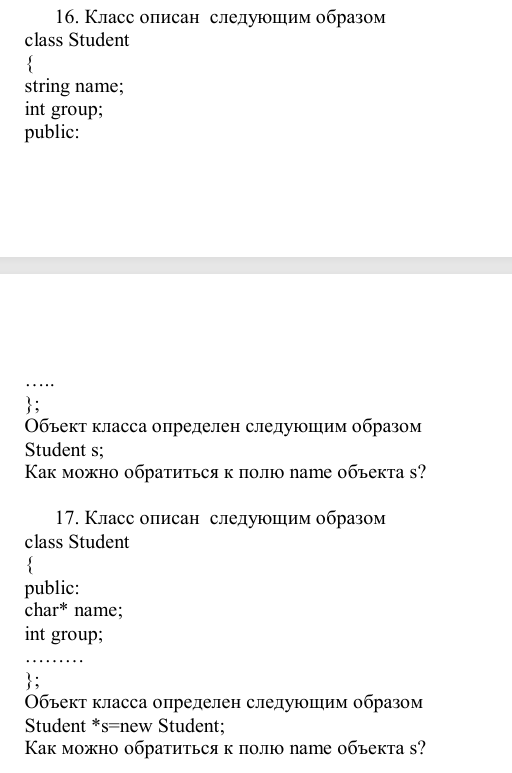 16. Класс описан следующим образом
class Student
{
string name;
int group;
public:
…..
};
Объект класса определен следующим образом
Student s;
Как можно обратиться к полю name объекта s?
17. Класс описан следующим образом
class Student
{
public:
char* name;
int group;
………
};
Объект класса определен следующим образом
Student *s=new Student;
Как можно обратиться к полю name объекта s?